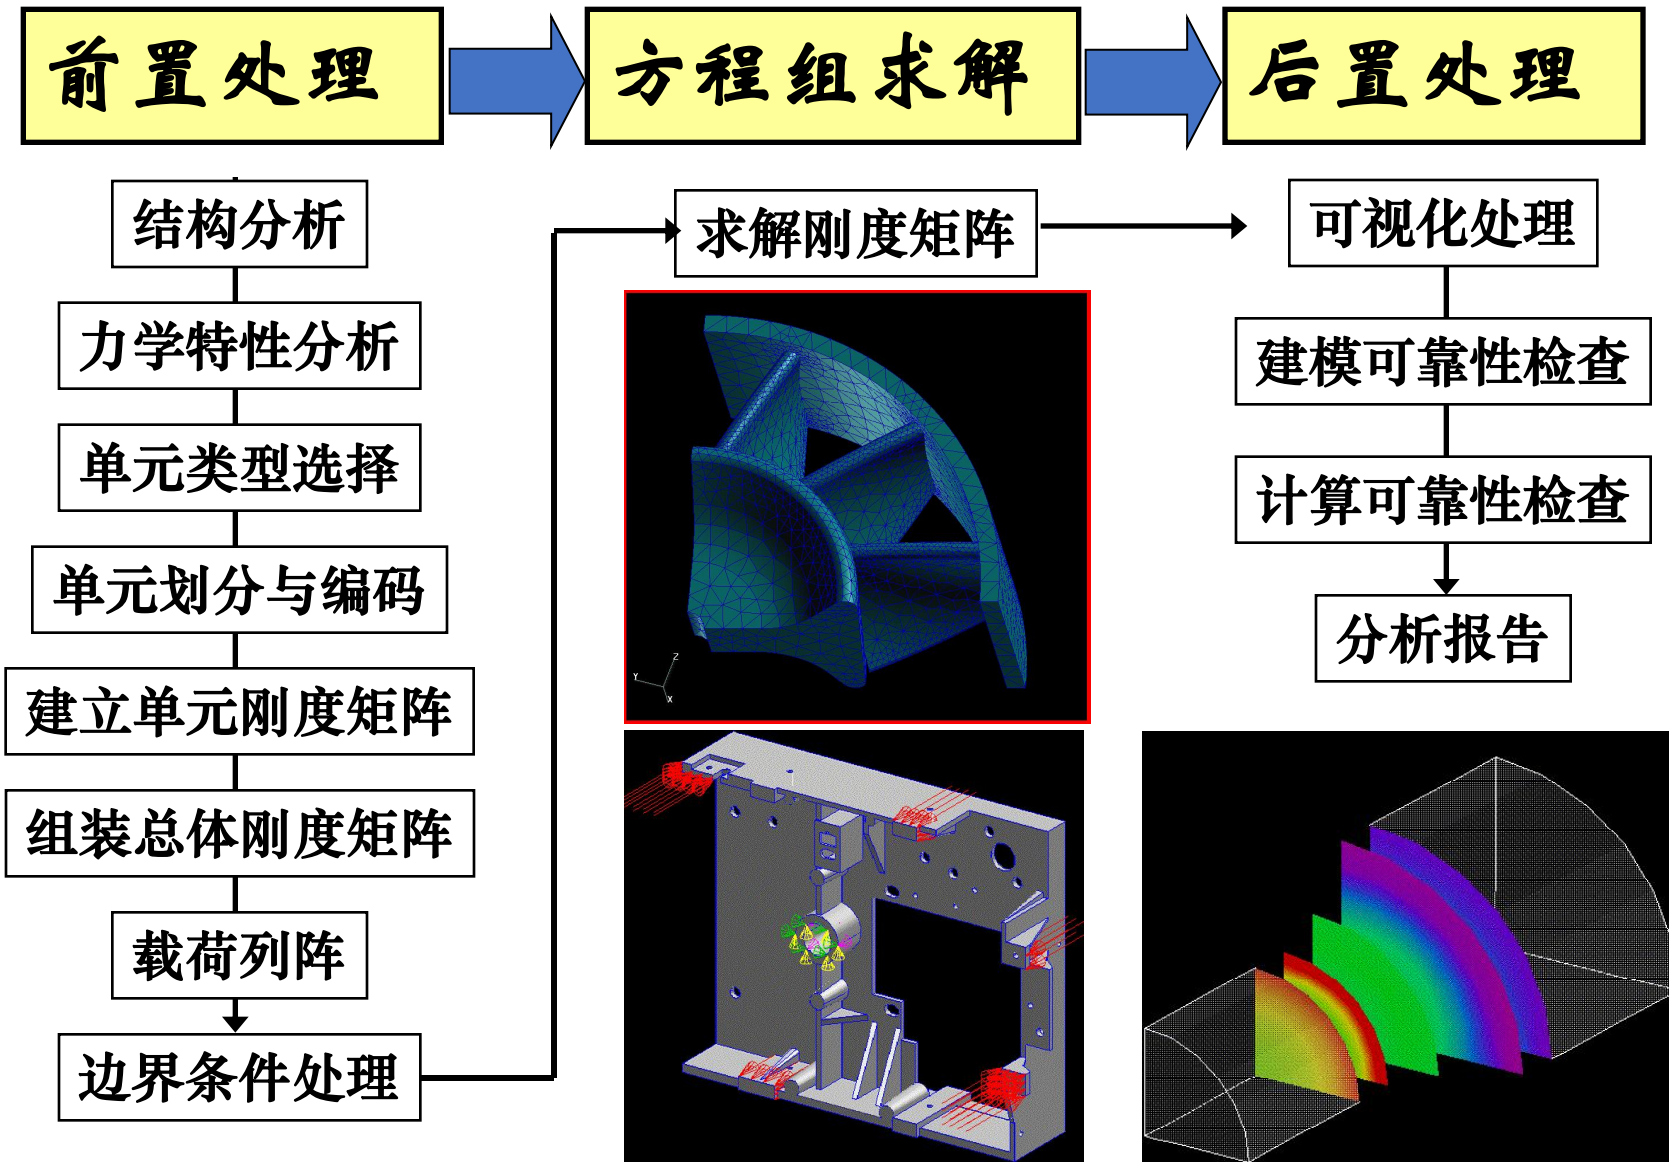 前置处理
方程组求解
后置处理
结构分析
力学特性分析
单元类型选择
单元划分与编码
建立单元刚度矩阵
组装总体刚度矩阵
载荷列阵
边界条件处理
求解刚度矩阵
Z
Y
X
可视化处理
建模可靠性检查
计算可靠性检查
分析报告